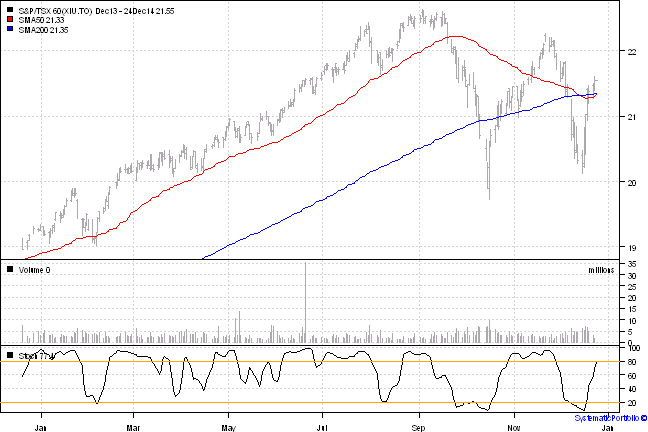 S&P/TSX 60(XIU.TO) Dec13 - 24Dec14 21.55
SMA50 21.33
SMA200 21.35
22
21
20
19
Volume 0
millions
35
30
25
20
15
10
5
0
100
80
60
40
20
Jan
Mar
May
Jul
Sep
Nov
Jan
SystematicPortfolio ©